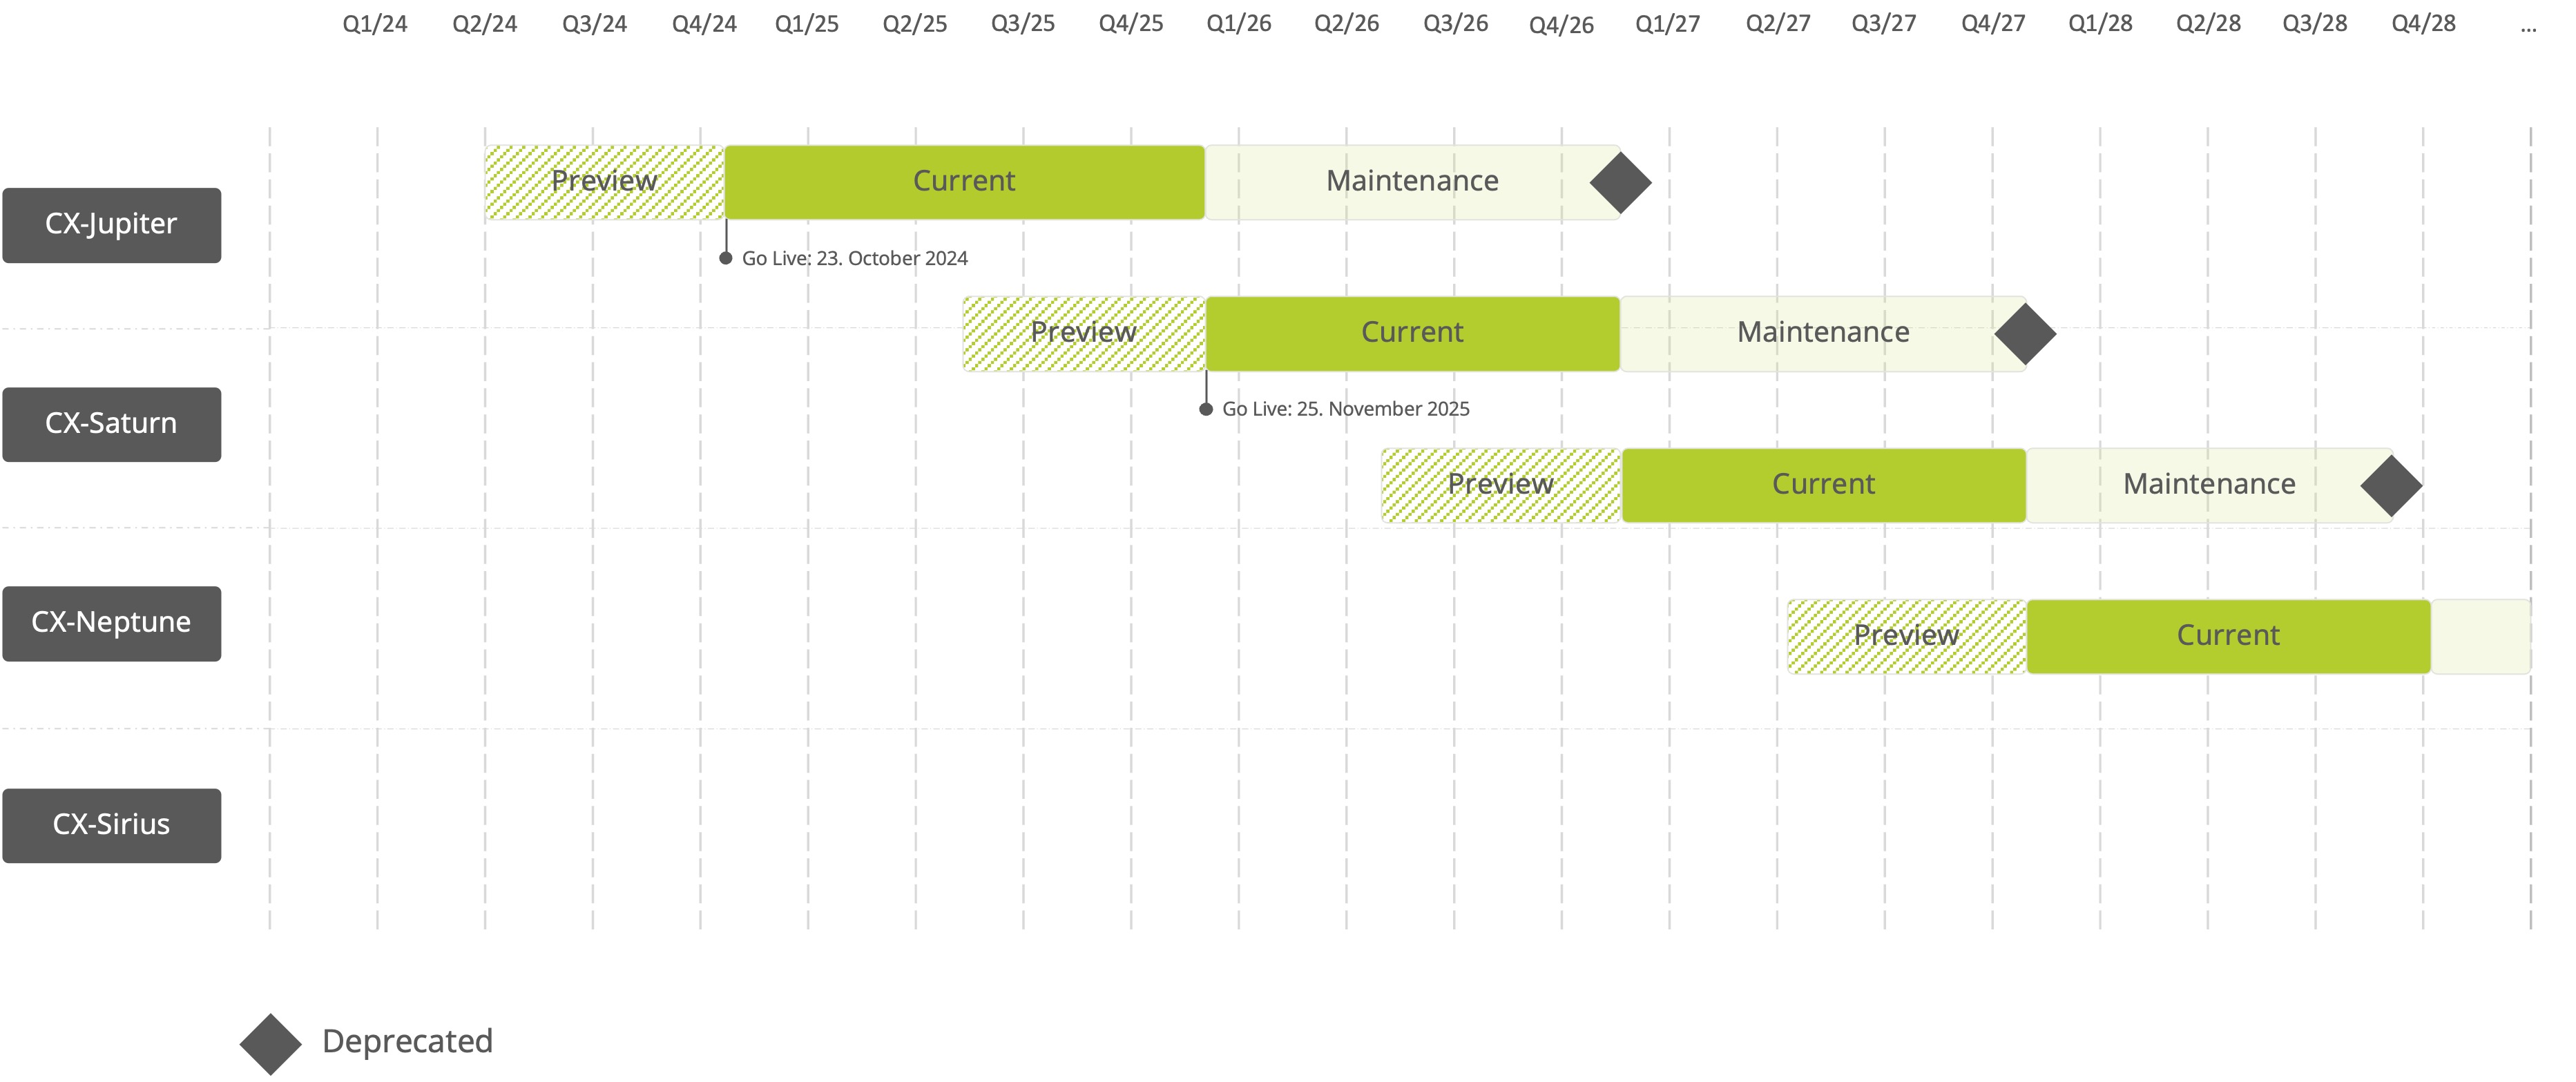 Q1/24 Q2/24 Q3/24 Q4/24 Q1/25 Q2/25 Q3/25 Q4/25 Q1/26 Q2/26 Q3/26 Q4/26 Q1/27 Q2/27 Q3/27 Q4/27 Q1/28 Q2/28 Q3/28 Q4/28 ...
Preview Current Maintenance
CX-Jupiter
Go Live: 23. October 2024
Preview Current Maintenance
Go Live: 25. November 2025
CX-Saturn
Preview Current Maintenance
CX-Neptune
Preview Current
CX-Sirius
Deprecated